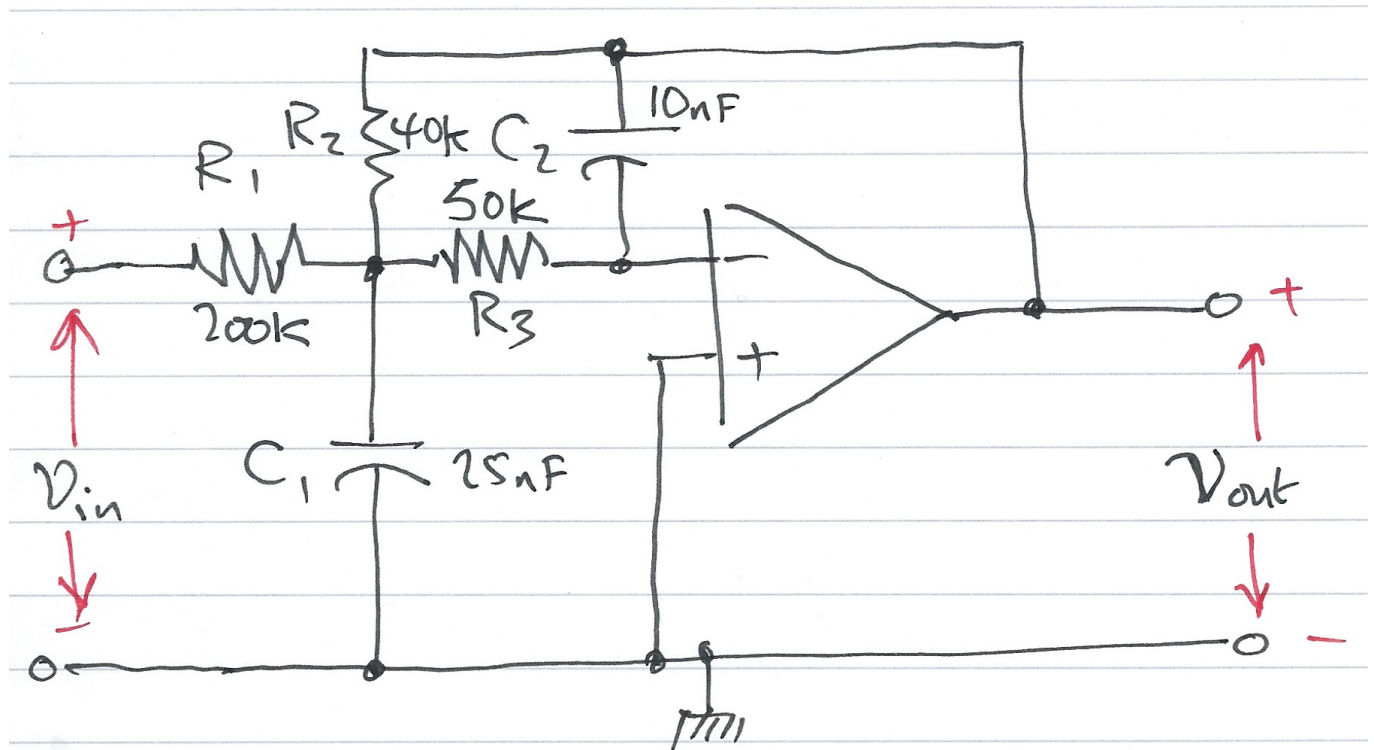 10nF
R2 40k C2
R1
50k
+
200k
R3
−
+
+
C1 25nF
Vin
Vout
−
−